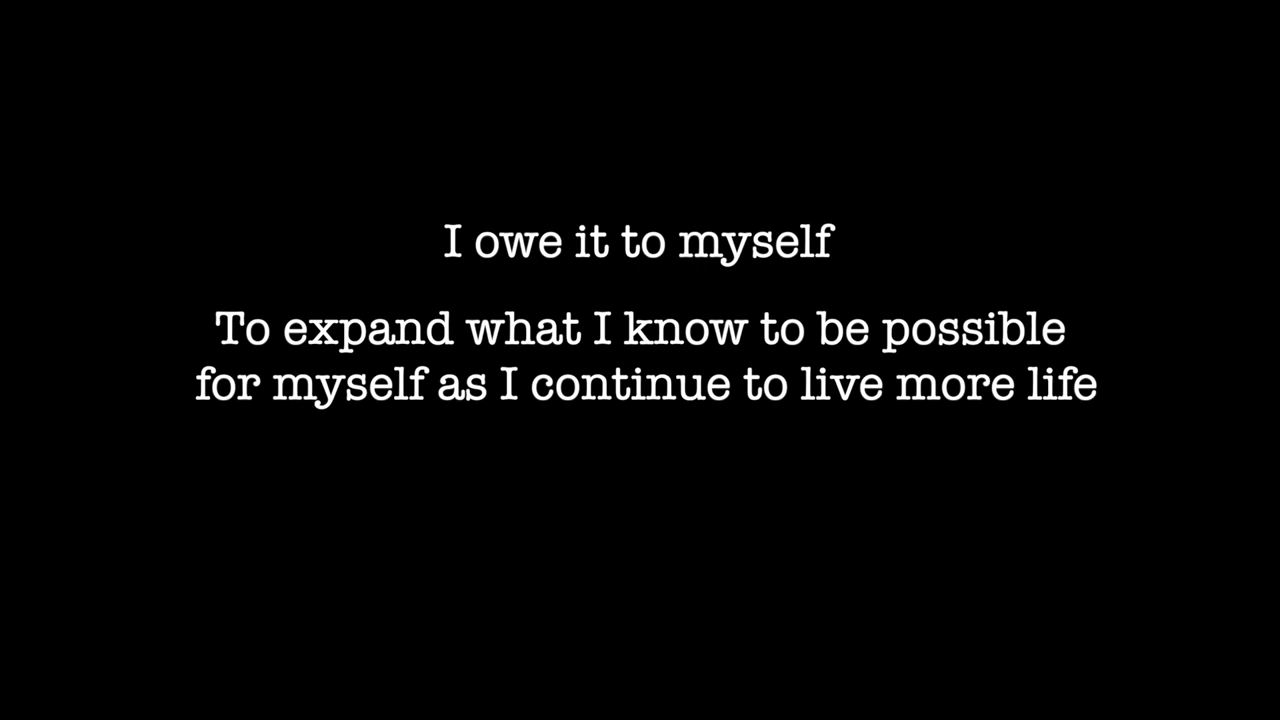 I owe it to myself
To expand what I know to be possible
for myself as I continue to live more life